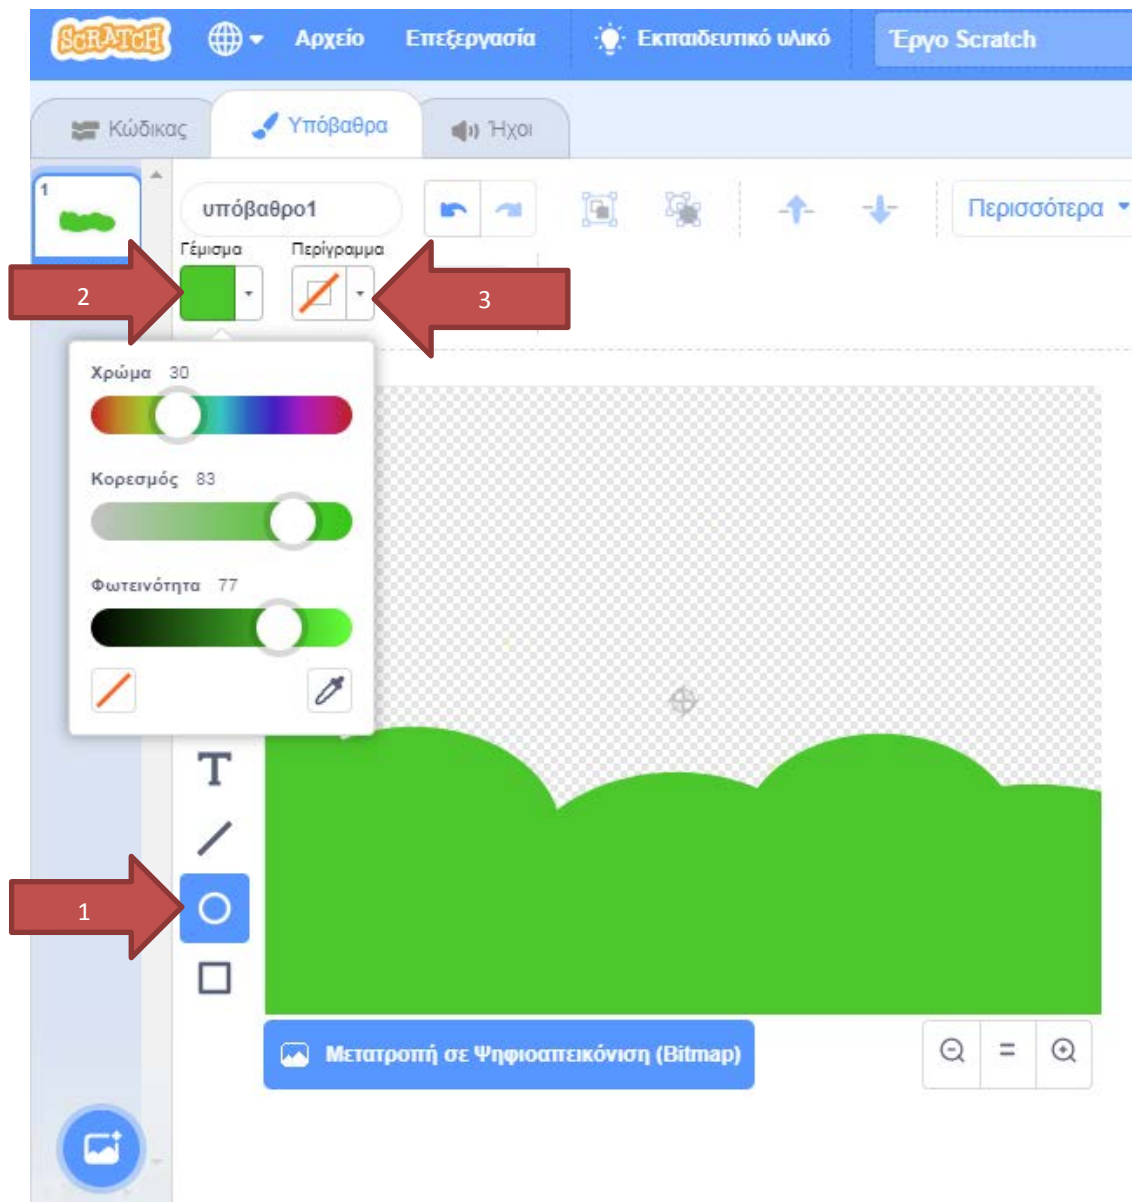 SCRATCH Αρχείο Επεξεργασία Εκπαιδευτικό υλικό Έργο Scratch
Κώδικας Υπόβαθρα Ήχοι
1
υπόβαθρο1 Περισσότερα
Γέμισμα Περίγραμμα
2 3
Χρώμα 30
Κορεσμός 83
Φωτεινότητα 77
T
1
Μετατροπή σε Ψηφιοαπεικόνιση (Bitmap) =